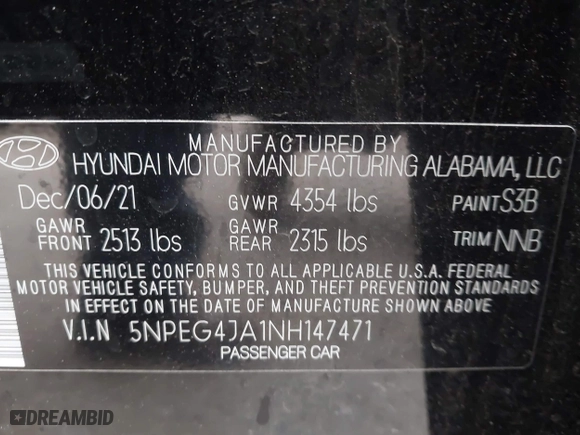 MANUFACTURED BY
HYUNDAI MOTOR MANUFACTURING ALABAMA, LLC
Dec/06/21 GVWR 4354 lbs PAINT S3B
GAWR FRONT 2513 lbs GAWR REAR 2315 lbs TRIM NNB
THIS VEHICLE CONFORMS TO ALL APPLICABLE U.S.A. FEDERAL
MOTOR VEHICLE SAFETY, BUMPER, AND THEFT PREVENTION STANDARDS
IN EFFECT ON THE DATE OF MANUFACTURE SHOWN ABOVE
V.I.N 5NPEG4JA1NH147471
PASSENGER CAR
DREAMBID